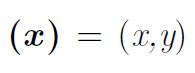 (x) = (x,y)